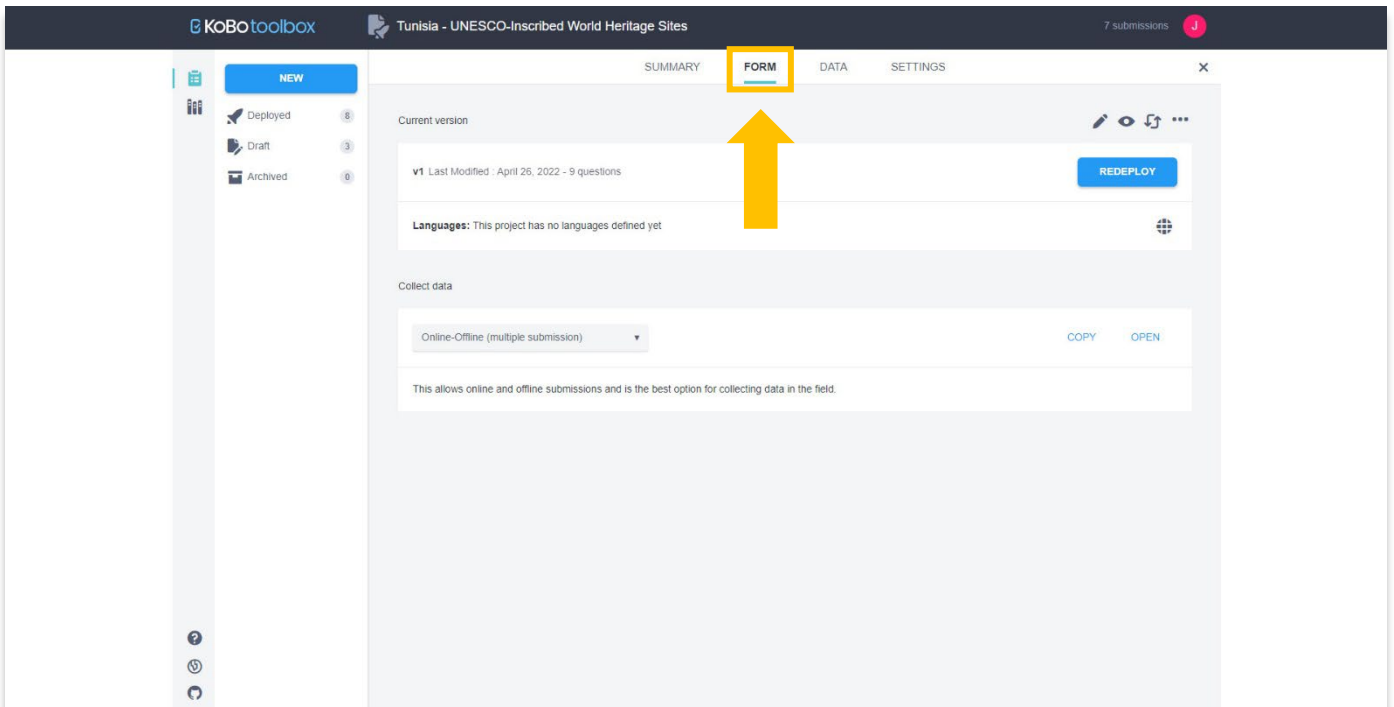 KOBOtoolbox
Tunisia - UNESCO-Inscribed World Heritage Sites
7 submissions
J
SUMMARY
FORM
DATA
SETTINGS
NEW
Deployed 8
Draft 3
Archived 0
Current version
v1 Last Modified : April 26, 2022 - 9 questions
REDEPLOY
Languages: This project has no languages defined yet
Collect data
Online-Offline (multiple submission)
COPY
OPEN
This allows online and offline submissions and is the best option for collecting data in the field.